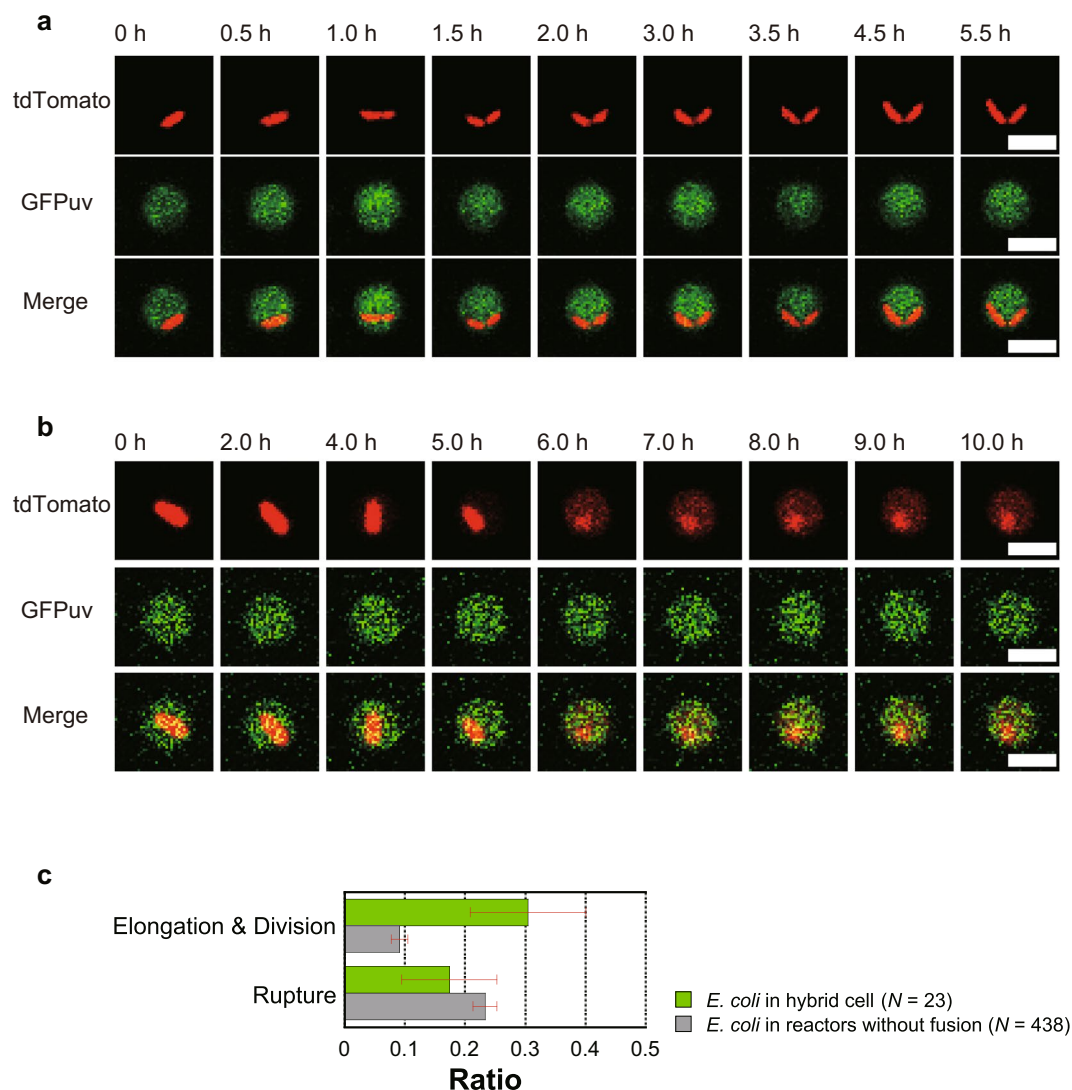 a
0 h 0.5 h 1.0 h 1.5 h 2.0 h 3.0 h 3.5 h 4.5 h 5.5 h
tdTomato
GFPuv
Merge
b
0 h 2.0 h 4.0 h 5.0 h 6.0 h 7.0 h 8.0 h 9.0 h 10.0 h
tdTomato
GFPuv
Merge
c
Elongation & Division
Rupture
E. coli in hybrid cell (N = 23)
E. coli in reactors without fusion (N = 438)
0 0.1 0.2 0.3 0.4 0.5
Ratio